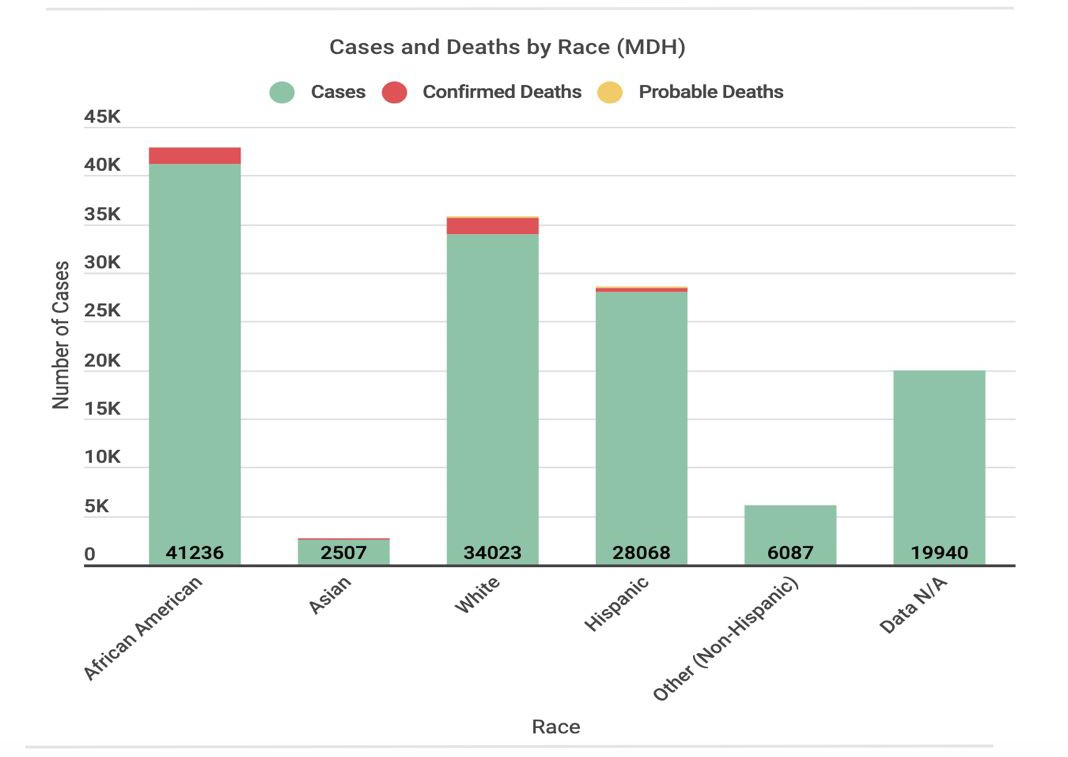 Cases and Deaths by Race (MDH)
Cases Confirmed Deaths Probable Deaths
45K
40K
35K
30K
25K
20K
15K
10K
5K
0
Number of Cases
41236 2507 34023 28068 6087 19940
African American
Asian
White
Hispanic
Other (Non-Hispanic)
Data N/A
Race